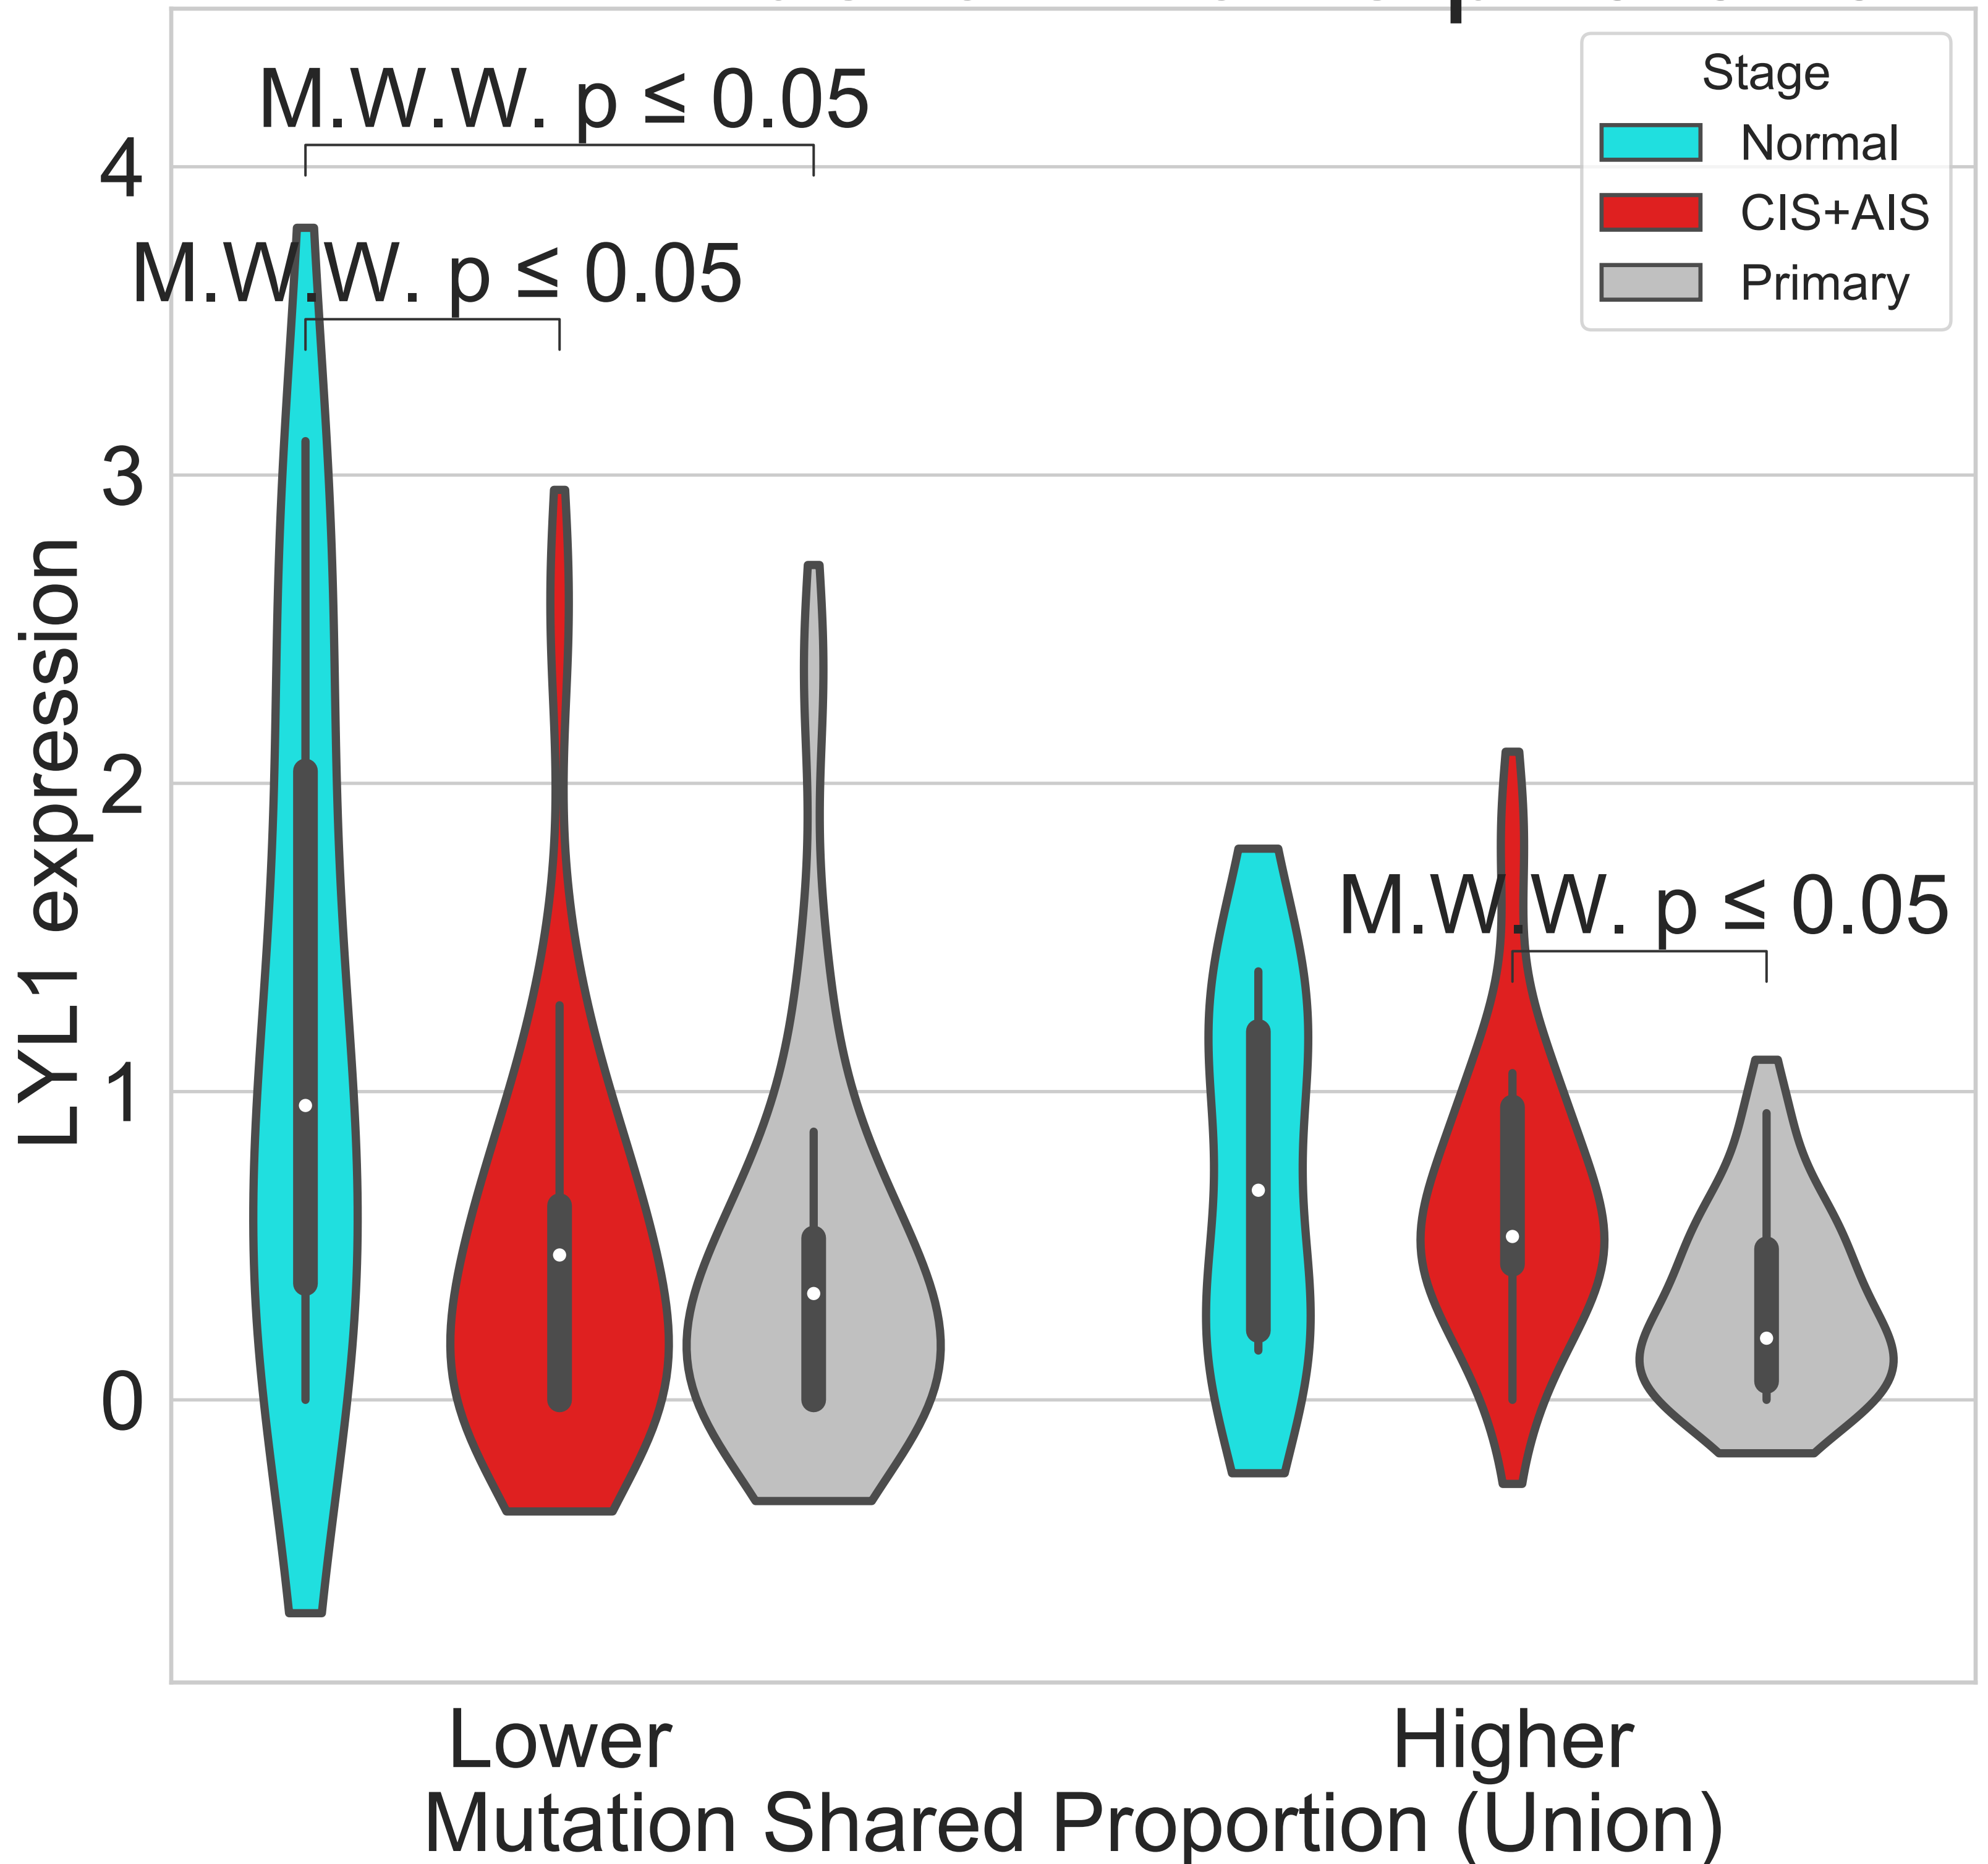 M.W.W. p ≤ 0.05
Stage
Normal
CIS+AIS
Primary
M.W.W. p ≤ 0.05
M.W.W. p ≤ 0.05
4
3
2
1
0
LYL1 expression
Lower
Higher
Mutation Shared Proportion (Union)